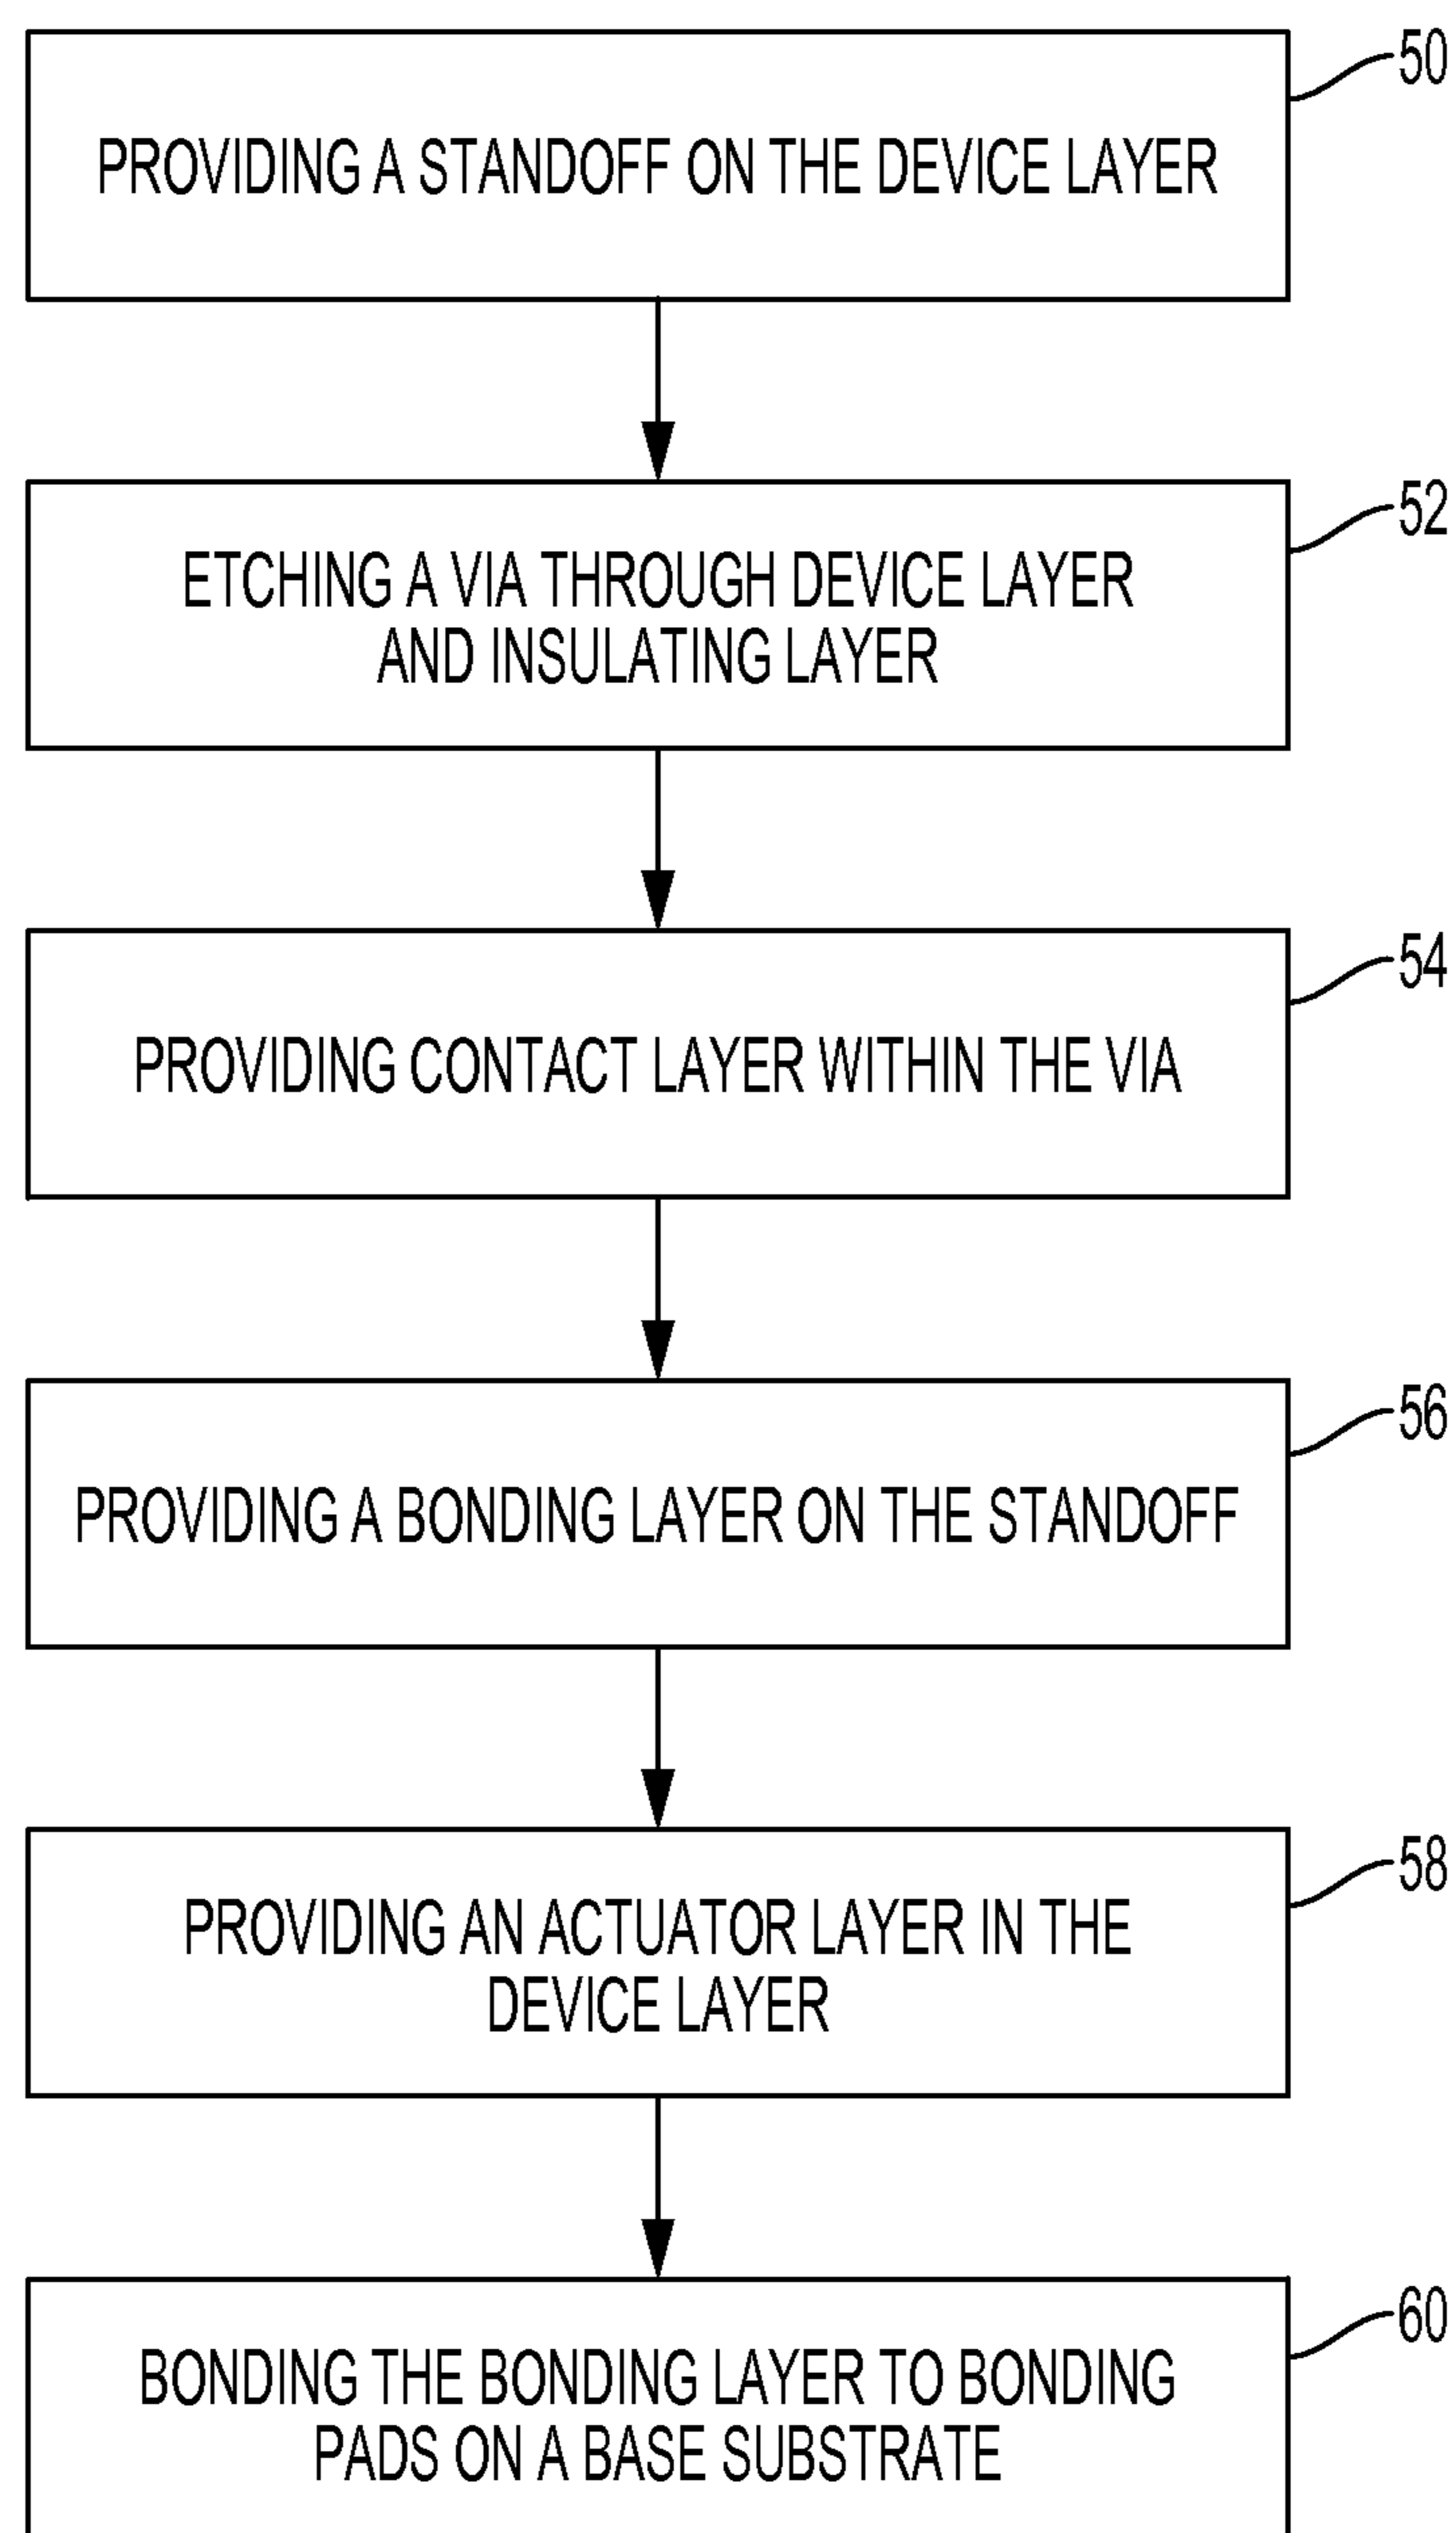 50
PROVIDING A STANDOFF ON THE DEVICE LAYER
52
ETCHING A VIA THROUGH DEVICE LAYER
AND INSULATING LAYER
54
PROVIDING CONTACT LAYER WITHIN THE VIA
56
PROVIDING A BONDING LAYER ON THE STANDOFF
58
PROVIDING AN ACTUATOR LAYER IN THE
DEVICE LAYER
60
BONDING THE BONDING LAYER TO BONDING
PADS ON A BASE SUBSTRATE